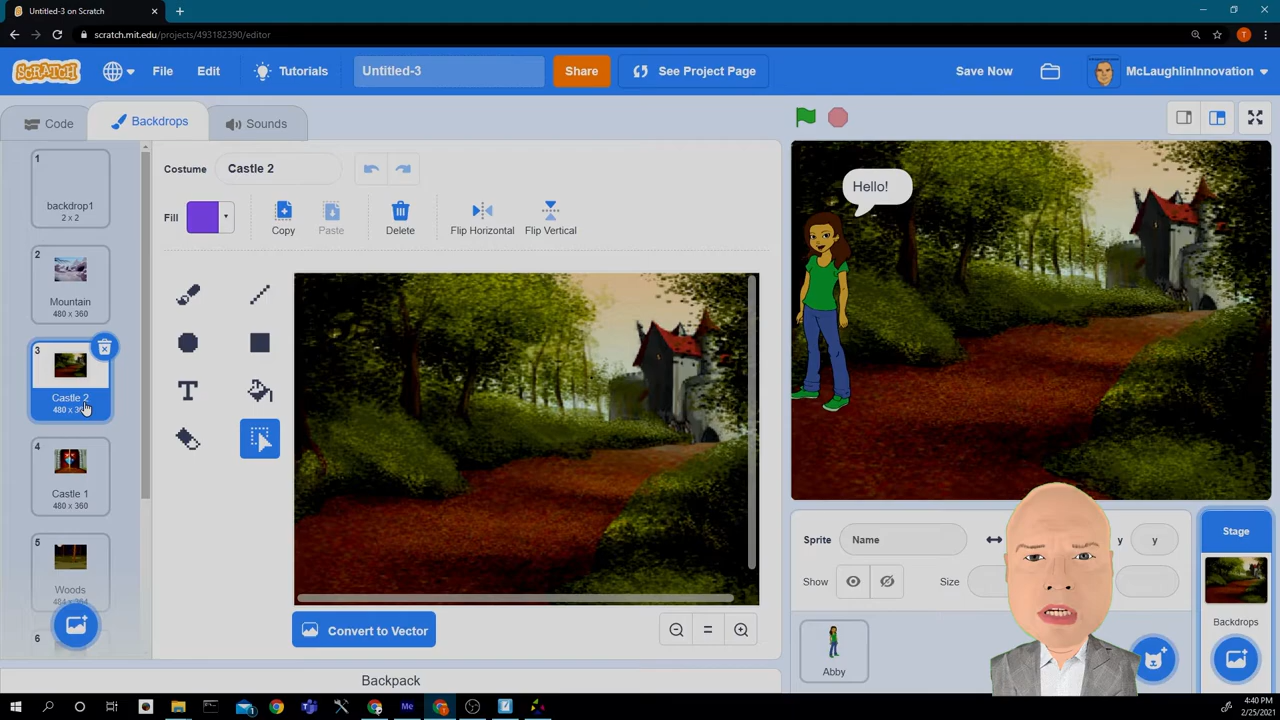 Untitled-3 on Scratch
scratch.mit.edu/projects/493182390/editor
T
SCRATCH
File
Edit
Tutorials
Untitled-3
Share
See Project Page
Save Now
McLaughlinInnovation
Code
Backdrops
Sounds
1
backdrop1
2 x 2
2
Mountain
480 x 360
3
Castle 2
480 x 360
4
Castle 1
480 x 360
5
Woods
6
Costume
Castle 2
Fill
Copy
Paste
Delete
Flip Horizontal
Flip Vertical
T
Convert to Vector
Backpack
Hello!
Sprite
Name
y
y
Show
Size
Abby
Stage
Backdrops
4:40 PM
2/25/2021